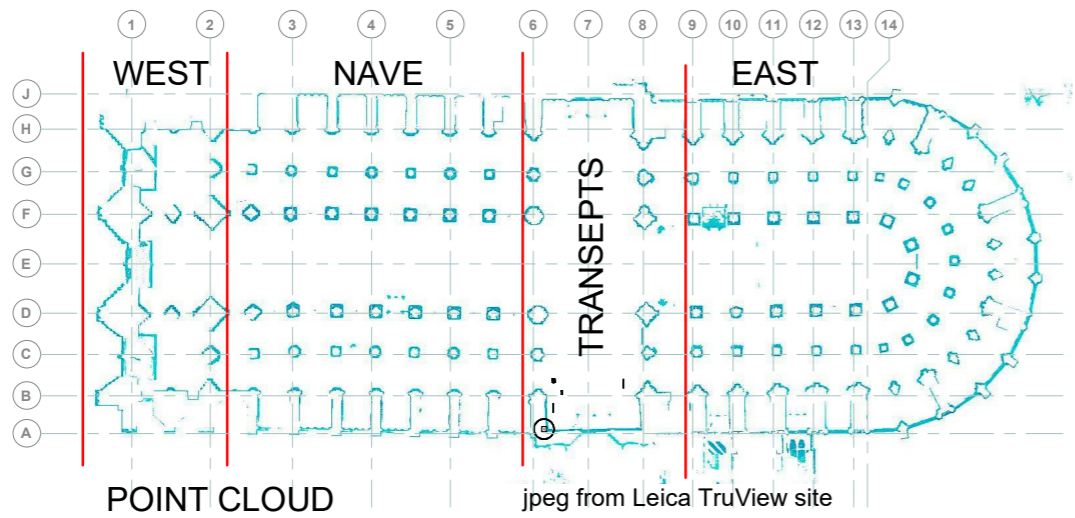 1 2 3 4 5 6 7 8 9 10 11 12 13 14
WEST NAVE EAST
J
H
G
F
E
D
C
B
A
TRANSEPTS
POINT CLOUD
jpeg from Leica TruView site